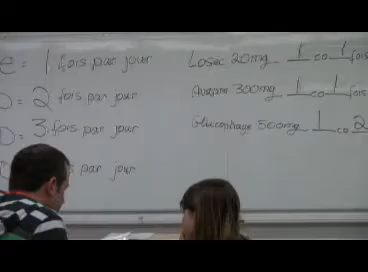 e = 1 fois par jour
D = 2 fois par jour
D = 3 fois par jour
par jour
Losec 20mg 1 co 1 fois
300mg 1 co 1 fois
Glucophage 500mg 1 co 2